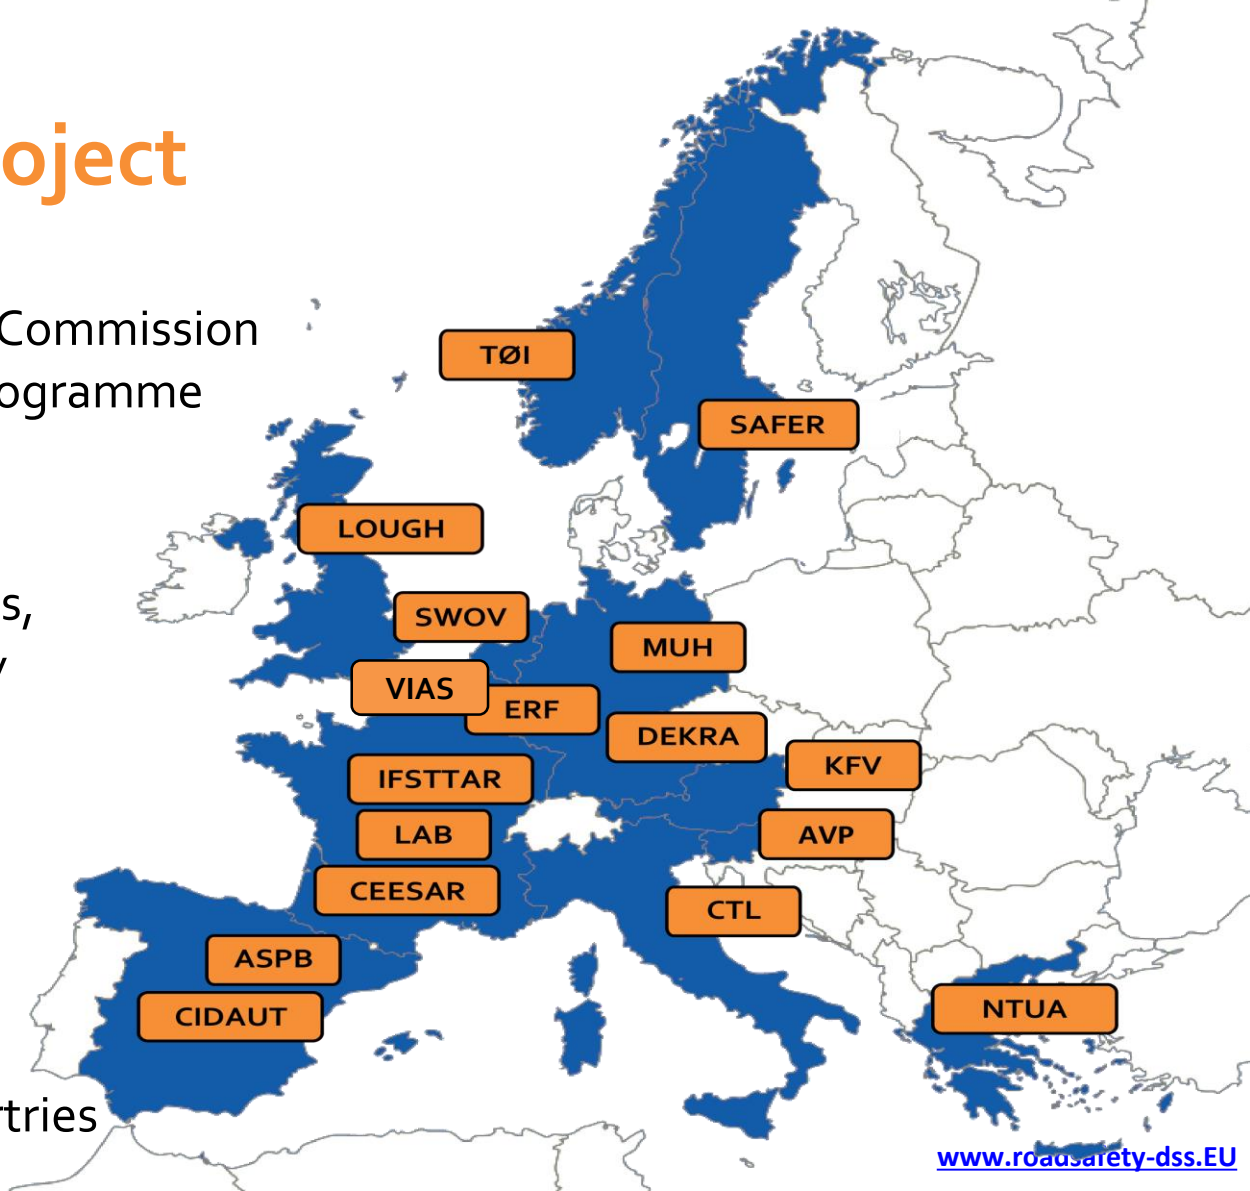 oject
Commission
ogramme
TØI
SAFER
LOUGH
s,
SWOV
MUH
y
VIAS
ERF
DEKRA
KFV
IFSTTAR
LAB
AVP
CEESAR
CTL
ASPB
CIDAUT
NTUA
rtries
www.roadsafety-dss.EU